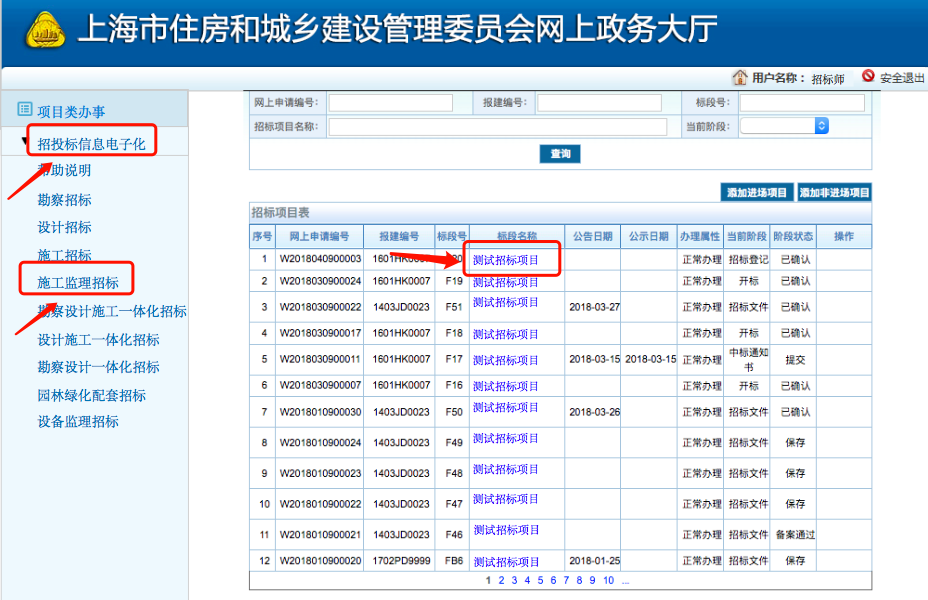 上海市住房和城乡建设管理委员会网上政务大厅
用户名称： 招标师 安全退出
项目类办事
招投标信息电子化
帮助说明
勘察招标
设计招标
施工招标
施工监理招标
勘察设计施工一体化招标
设计施工一体化招标
勘察设计一体化招标
园林绿化配套招标
设备监理招标
网上申请编号： 报建编号： 标段号：
招标项目名称： 当前阶段：
查询
添加进场项目 添加非进场项目
招标项目表
序号 网上申请编号 报建编号 标段号 标段名称 公告日期 公示日期 办理属性 当前阶段 阶段状态 操作
1 W2018040900003 测试招标项目 正常办理 招标登记 已确认
2 W2018030900024 1601HK0007 F19 测试招标项目 正常办理 开标 已确认
3 W2018030900022 1403JD0023 F51 测试招标项目 2018-03-27 正常办理 招标文件 已确认
4 W2018030900017 1601HK0007 F18 测试招标项目 正常办理 开标 已确认
5 W2018030900011 1601HK0007 F17 测试招标项目 2018-03-15 2018-03-15 正常办理 中标通知书 提交
6 W2018030900007 1601HK0007 F16 测试招标项目 正常办理 开标 已确认
7 W2018010900030 1403JD0023 F50 测试招标项目 2018-03-26 正常办理 招标文件 已确认
8 W2018010900024 1403JD0023 F49 测试招标项目 正常办理 招标文件 保存
9 W2018010900023 1403JD0023 F48 测试招标项目 正常办理 招标文件 保存
10 W2018010900022 1403JD0023 F47 测试招标项目 正常办理 招标文件 保存
11 W2018010900021 1403JD0023 F46 测试招标项目 正常办理 招标文件 备案通过
12 W2018010900020 1702PD9999 FB6 测试招标项目 2018-01-25 正常办理 招标文件 保存
1 2 3 4 5 6 7 8 9 10 ...